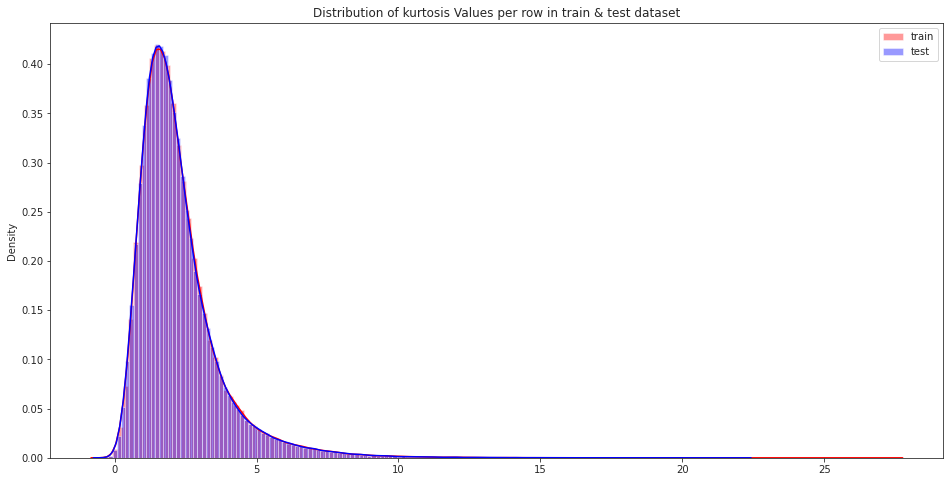 Distribution of kurtosis Values per row in train & test dataset
train
test
0.40
0.35
0.30
0.25
0.20
0.15
0.10
0.05
0.00
Density
0 5 10 15 20 25